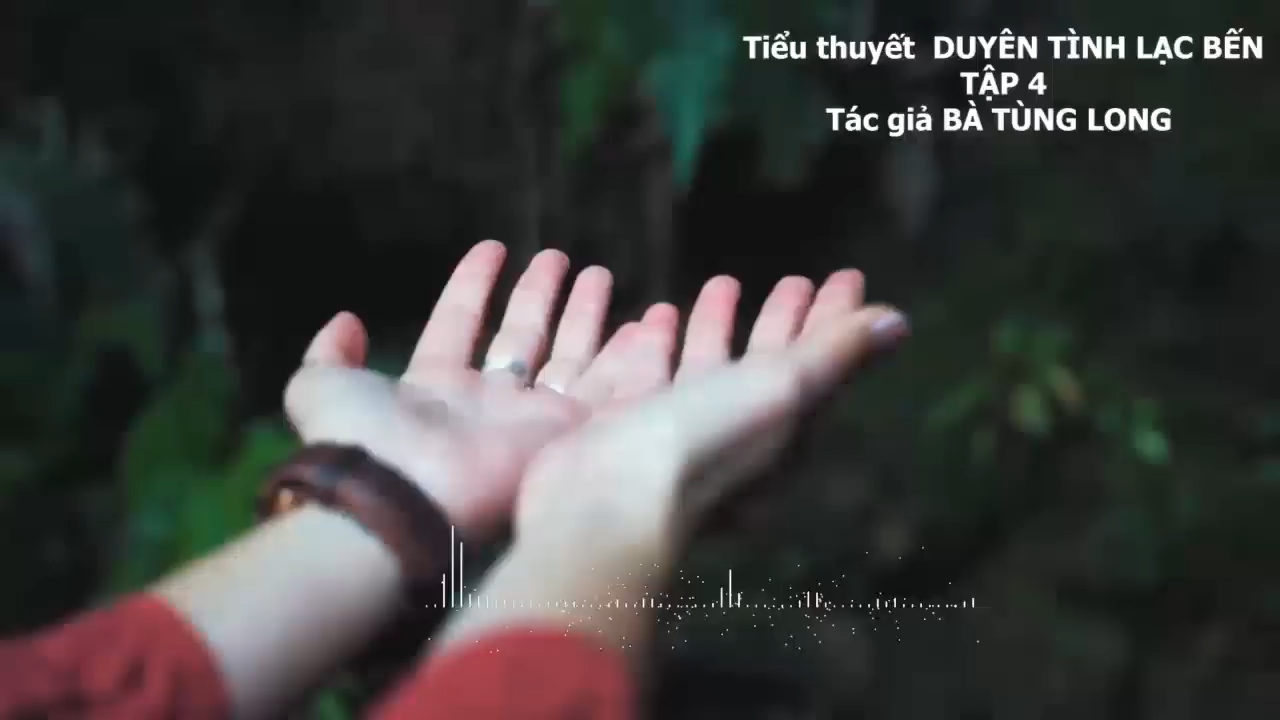 Tiểu thuyết DUYÊN TÌNH LẠC BẾN
TẬP 4
Tác giả BÀ TÙNG LONG